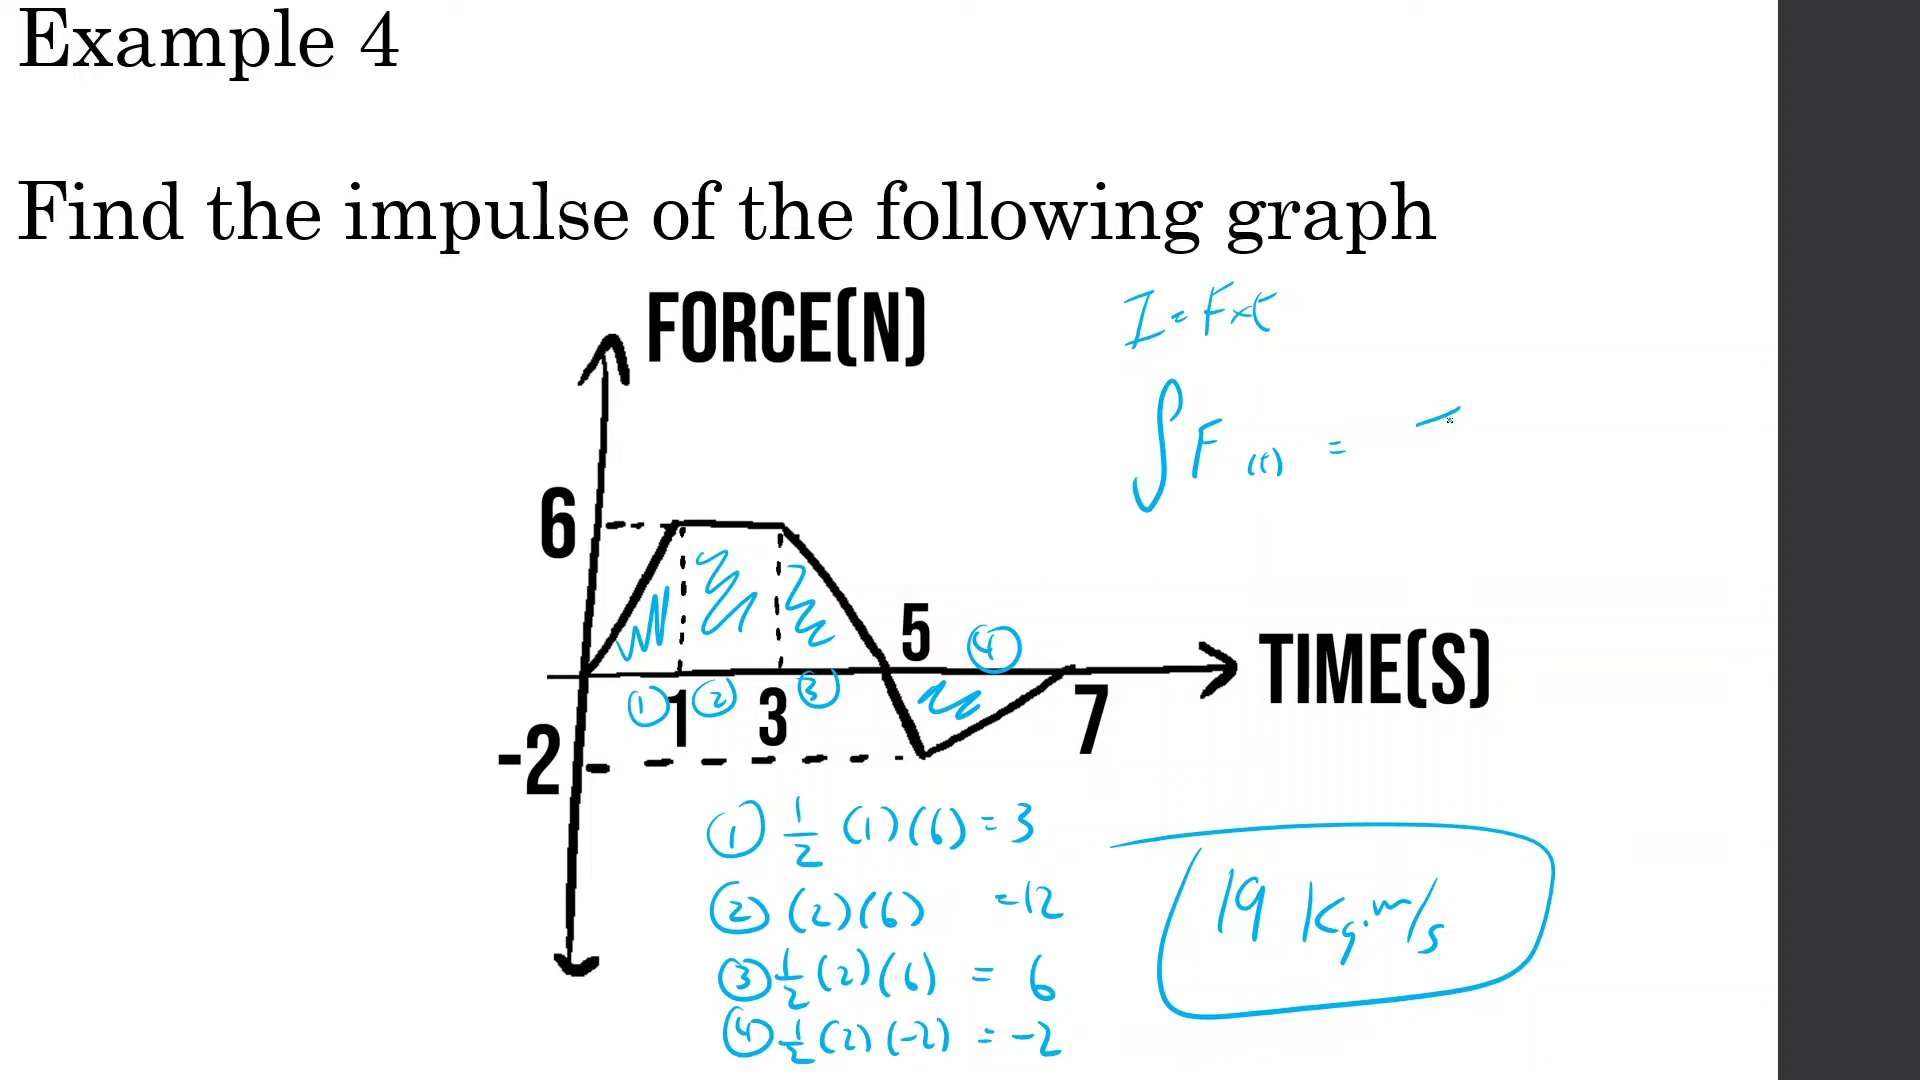 Example 4
Find the impulse of the following graph
FORCE(N)
I = F×t
∫F (t) =
6
5
④
TIME(S)
① 1 ② 3 ③
7
-2
① 1/2 (1)(6) = 3
② (2)(6) = 12
③ 1/2 (2)(6) = 6
④ 1/2 (2)(-2) = -2
19 kg·m/s